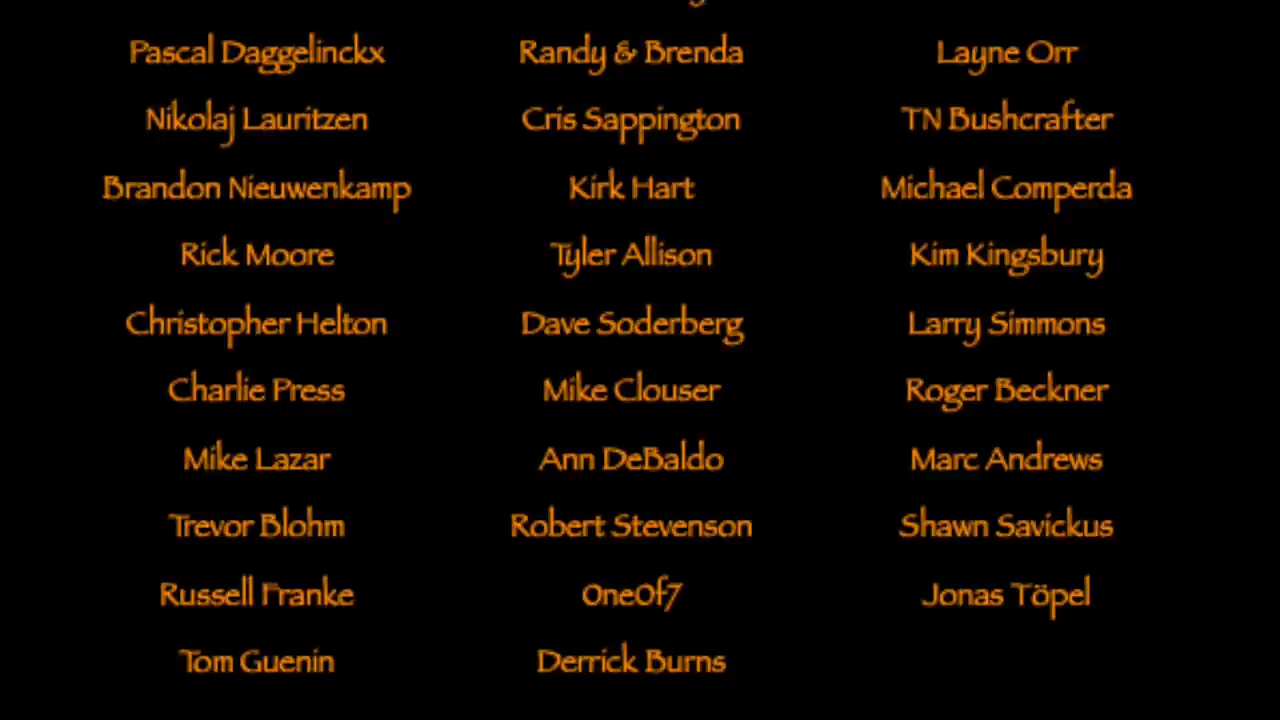 Pascal Daggelinckx Randy & Brenda Layne Orr
Nikolaj Lauritzen Cris Sappington TN Bushcrafter
Brandon Nieuwenkamp Kirk Hart Michael Comperda
Rick Moore Tyler Allison Kim Kingsbury
Christopher Helton Dave Soderberg Larry Simmons
Charlie Press Mike Clouser Roger Beckner
Mike Lazar Ann DeBaldo Marc Andrews
Trevor Blohm Robert Stevenson Shawn Savickus
Russell Franke 0ne0f7 Jonas Töpel
Tom Guenin Derrick Burns